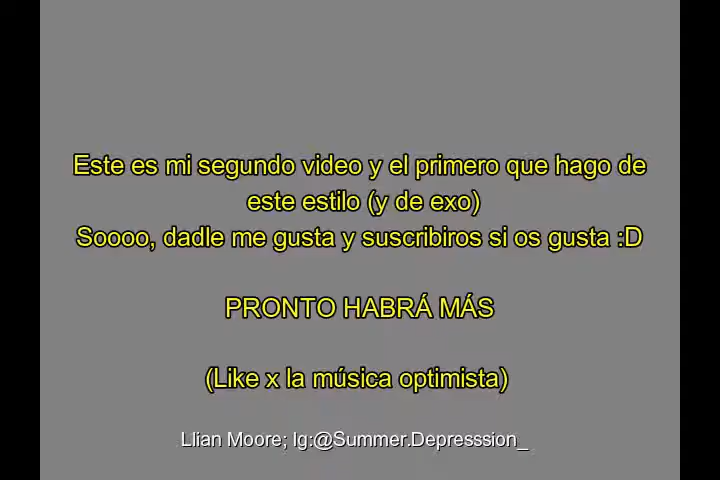 Este es mi segundo video y el primero que hago de
este estilo (y de exo)
Soooo, dadle me gusta y suscribiros si os gusta :D
PRONTO HABRÁ MÁS
(Like x la música optimista)
Llian Moore; Ig:@Summer.Depresssion_